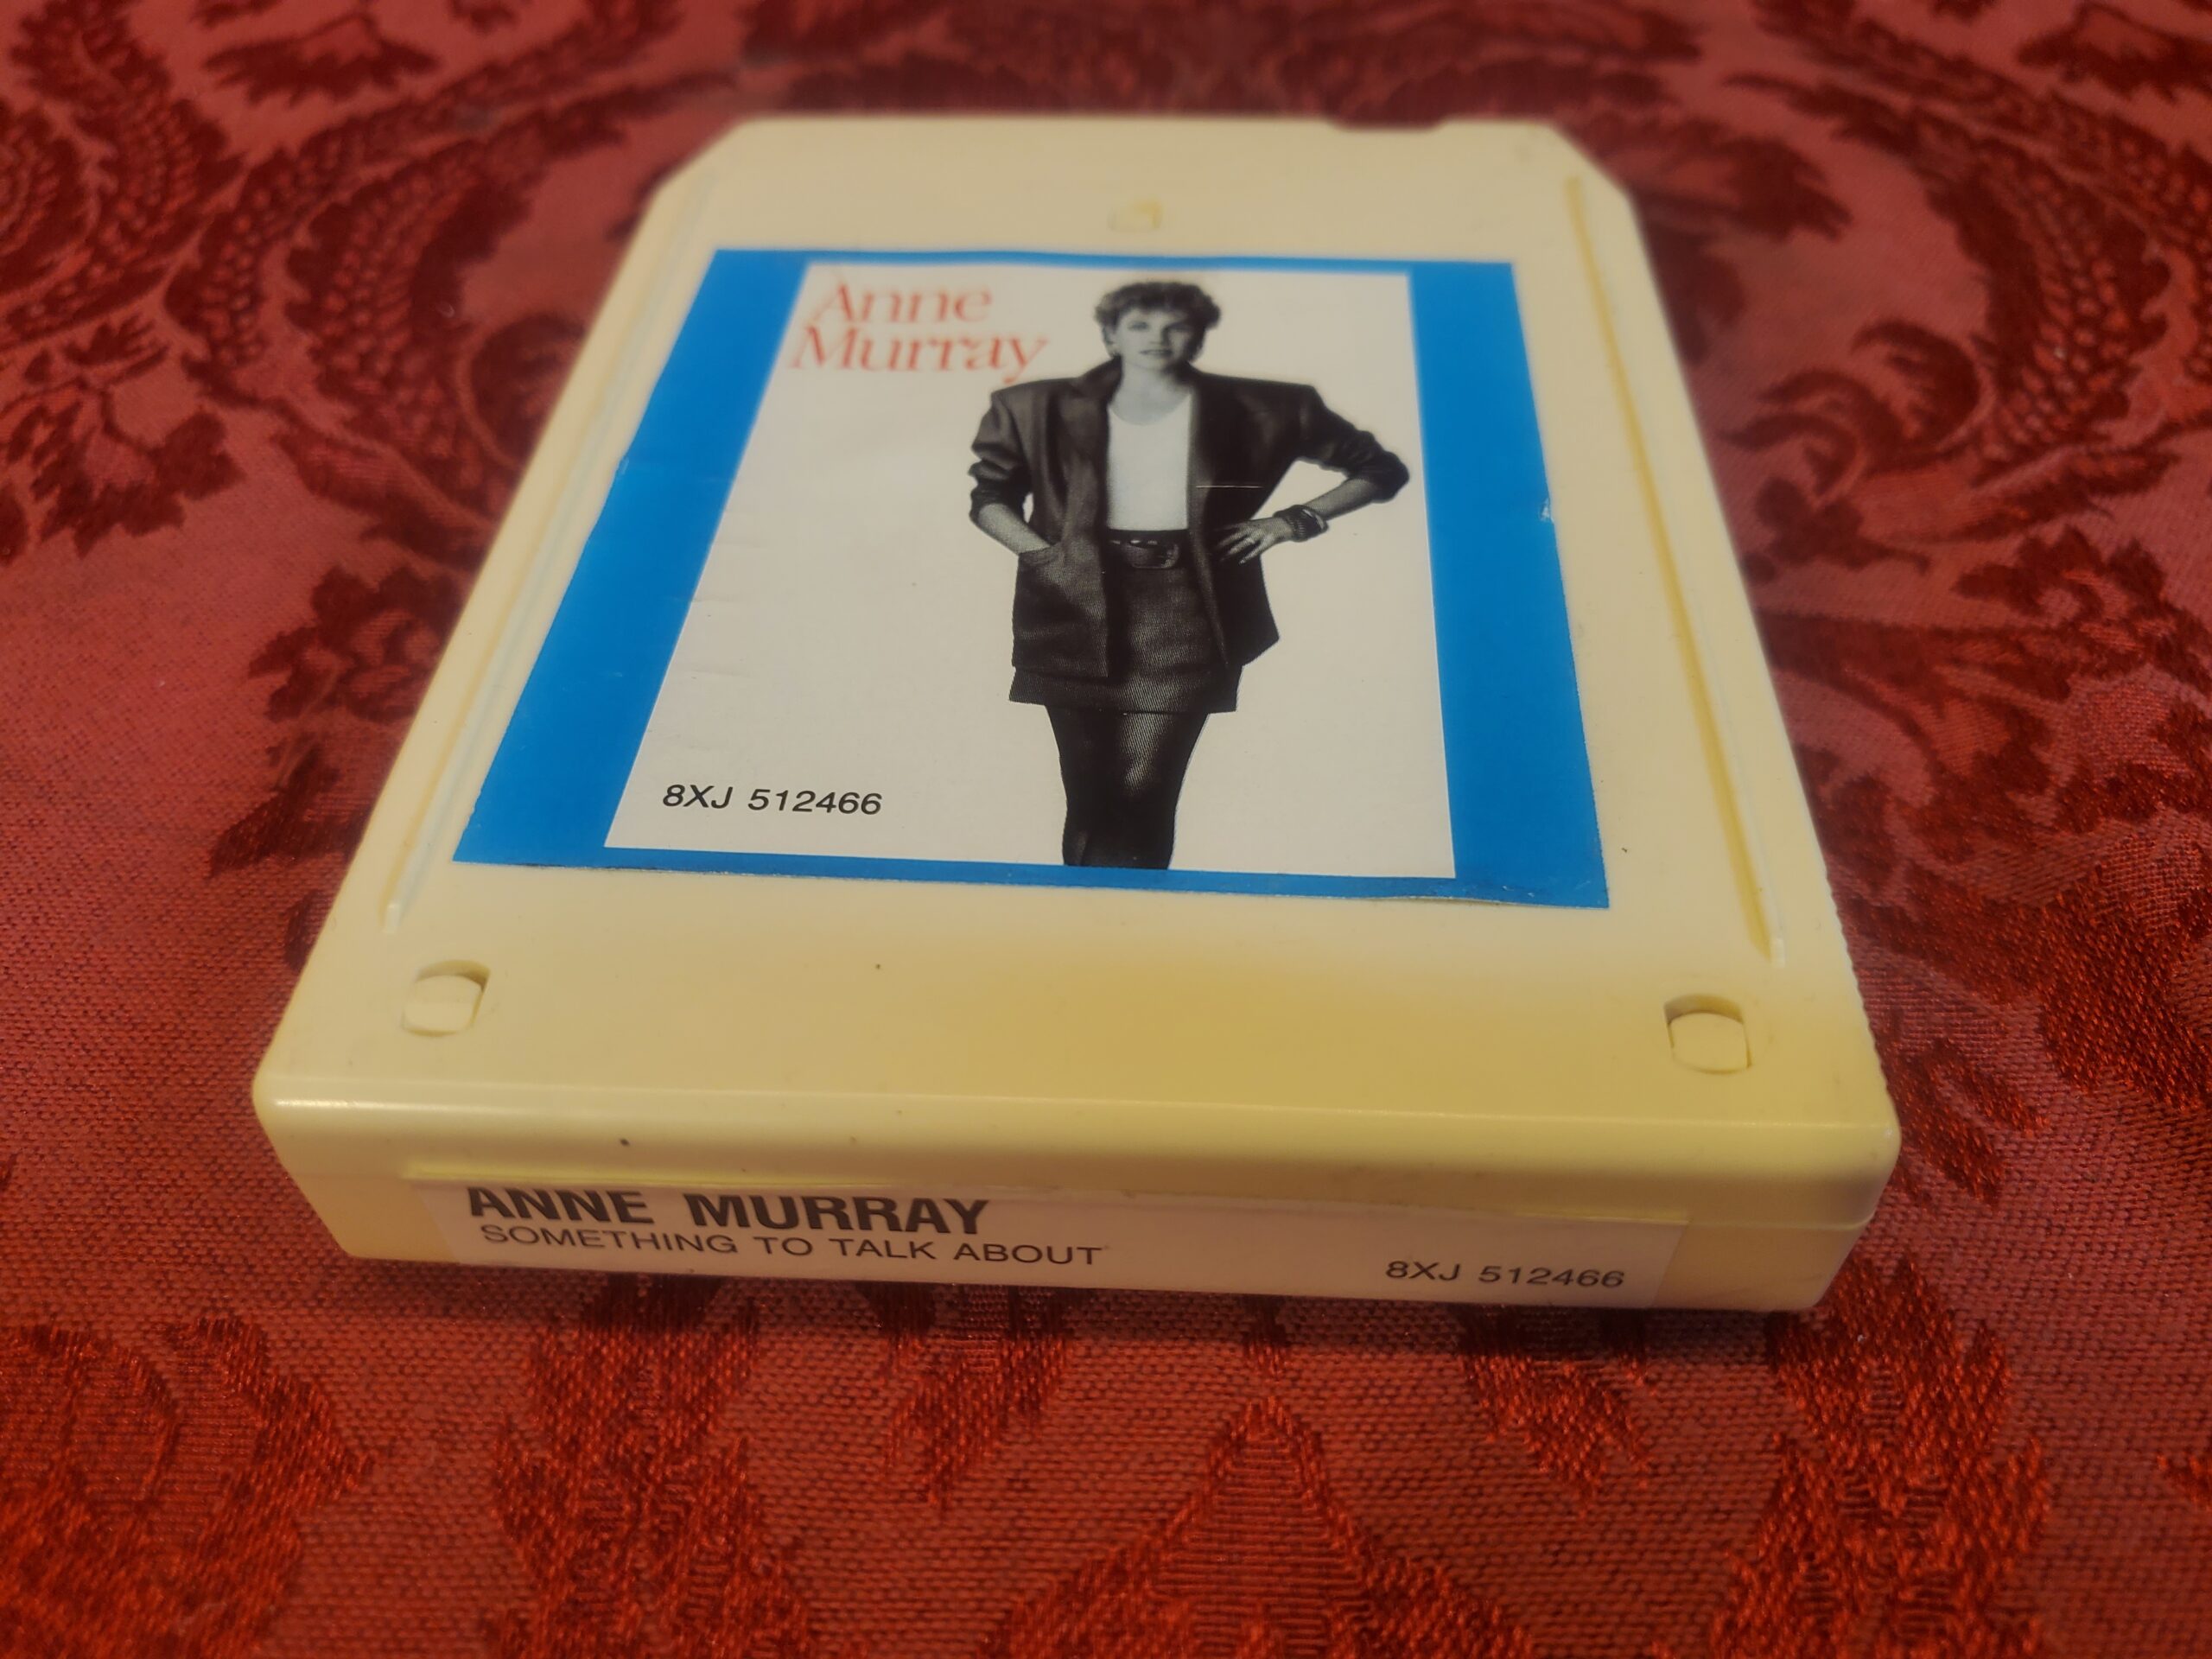 Anne
Murray
8XJ 512466
ANNE MURRAY
SOMETHING TO TALK ABOUT
8XJ 512466